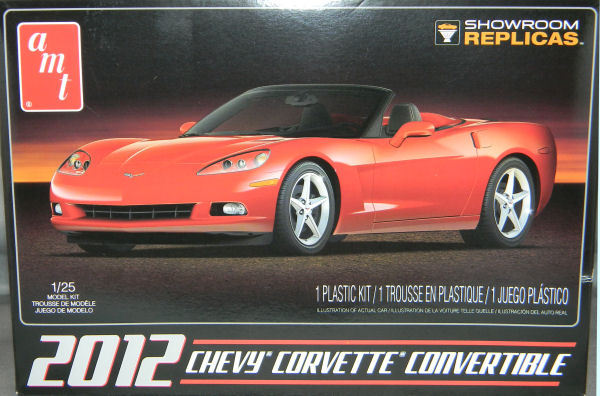 amt
®
SHOWROOM
REPLICAS™
1/25
MODEL KIT
TROUSSE DE MODÈLE
JUEGO DE MODELO
1 PLASTIC KIT / 1 TROUSSE EN PLASTIQUE / 1 JUEGO PLÁSTICO
ILLUSTRATION OF ACTUAL CAR / ILLUSTRATION DE LA VOITURE TELLE QUELLE / ILUSTRACIÓN DEL AUTO REAL
2012 CHEVY® CORVETTE® CONVERTIBLE